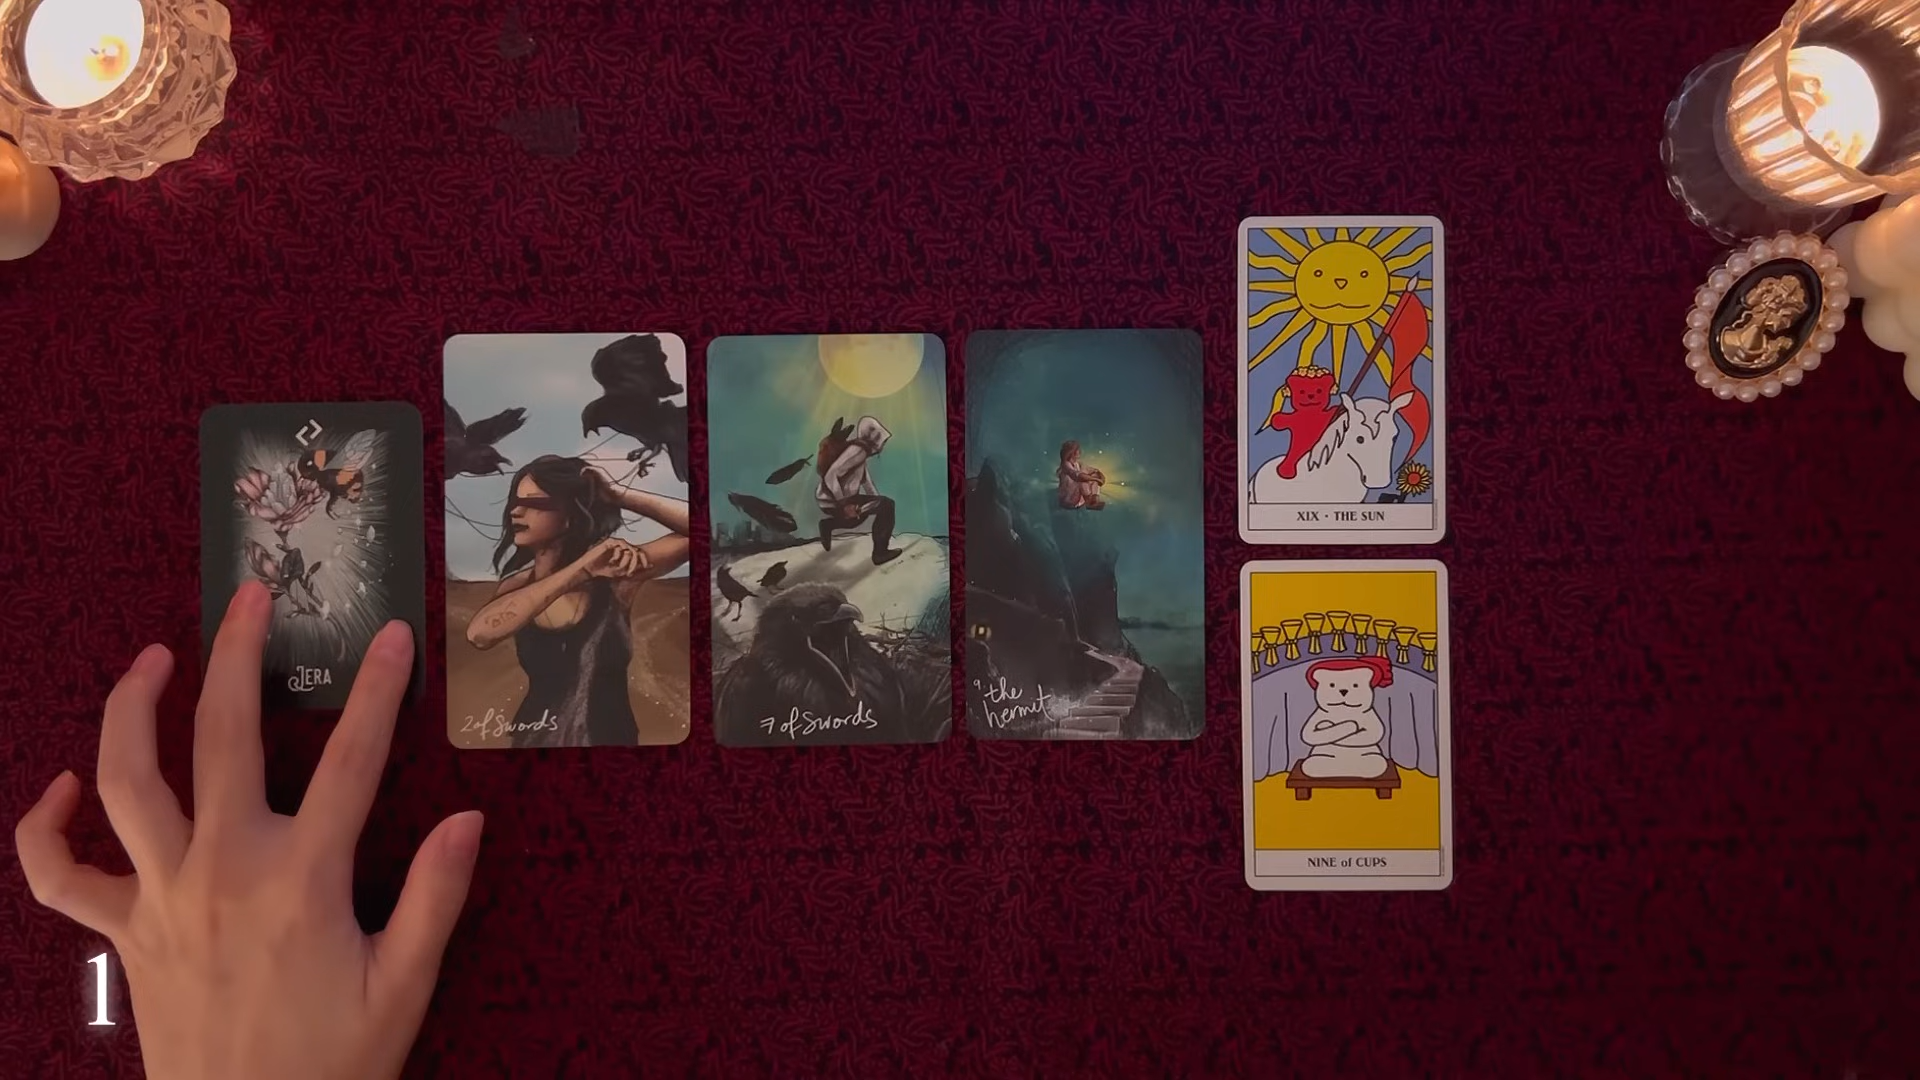 JERA
2 of Swords
7 of Swords
9 the
hermit
XIX · THE SUN
NINE of CUPS
1